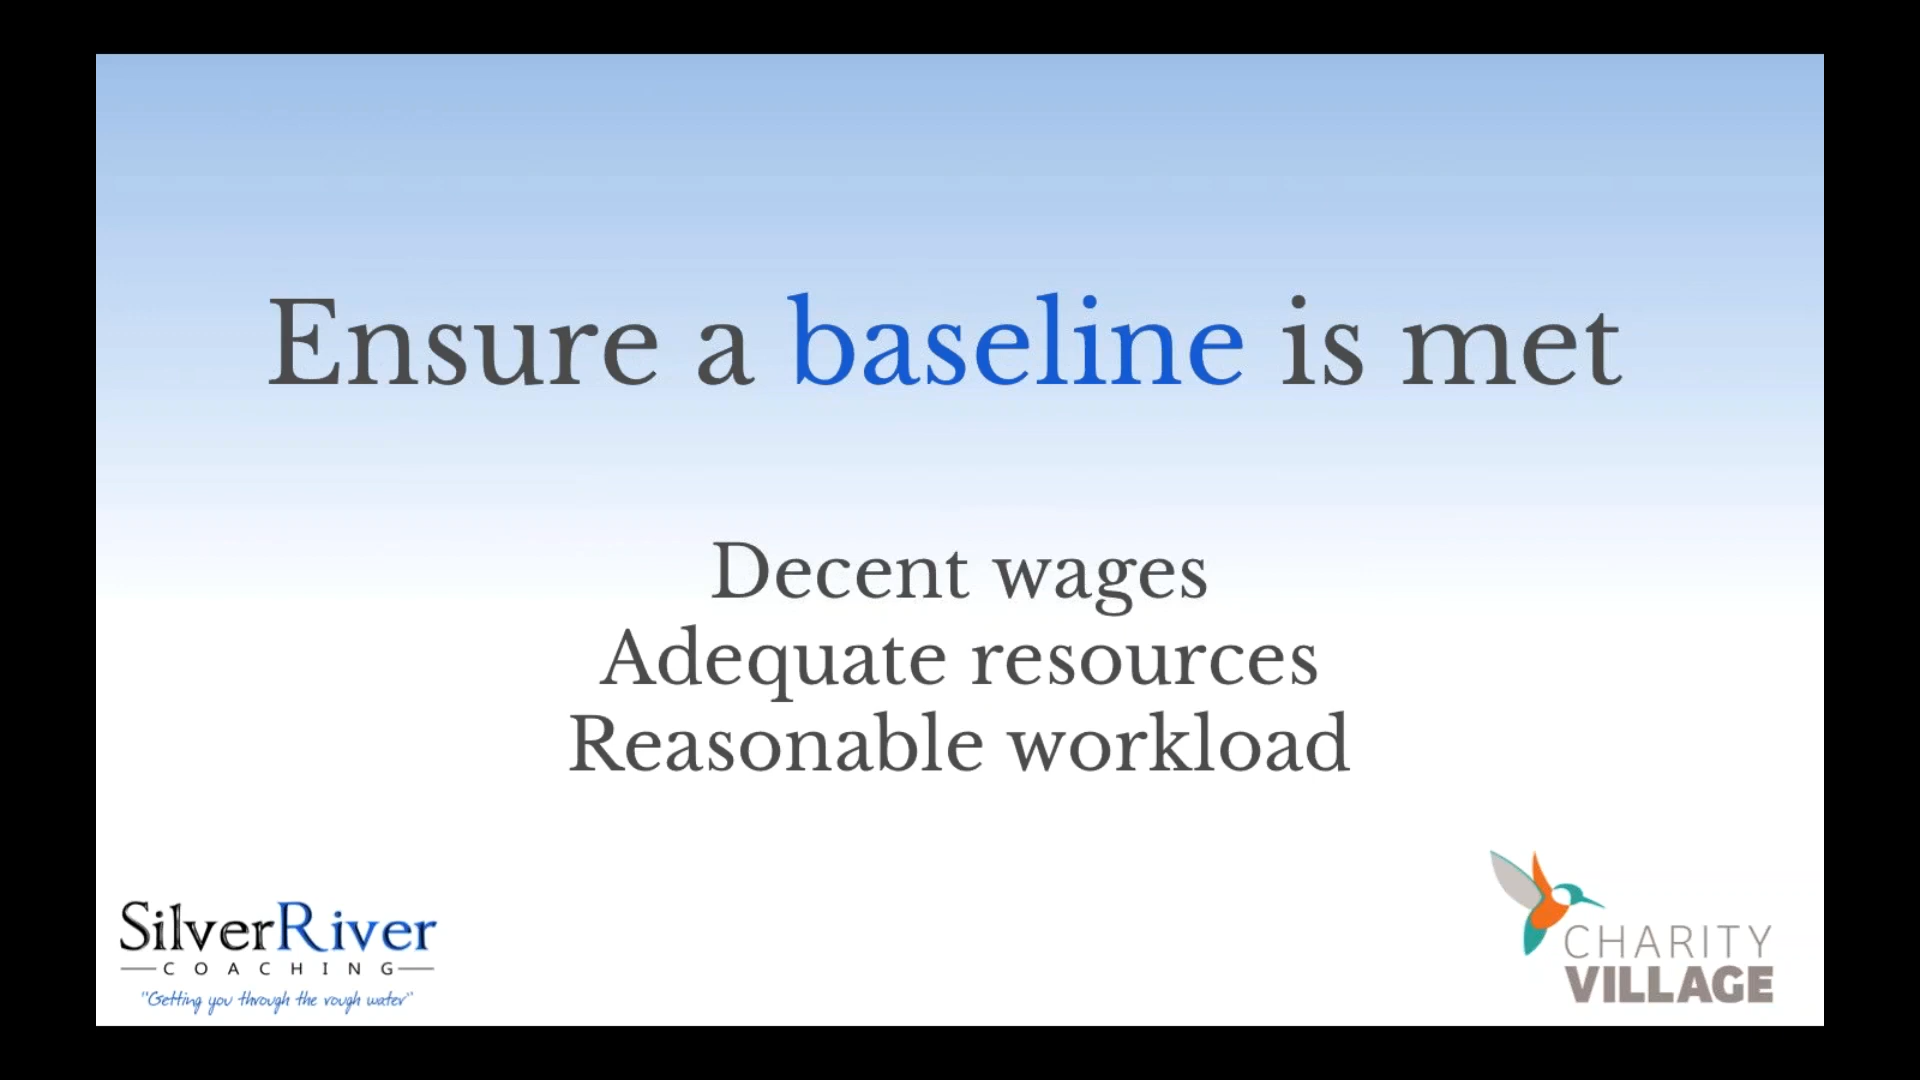 Ensure a baseline is met
Decent wages
Adequate resources
Reasonable workload
SilverRiver
COACHING
"Getting you through the rough water"
CHARITY
VILLAGE